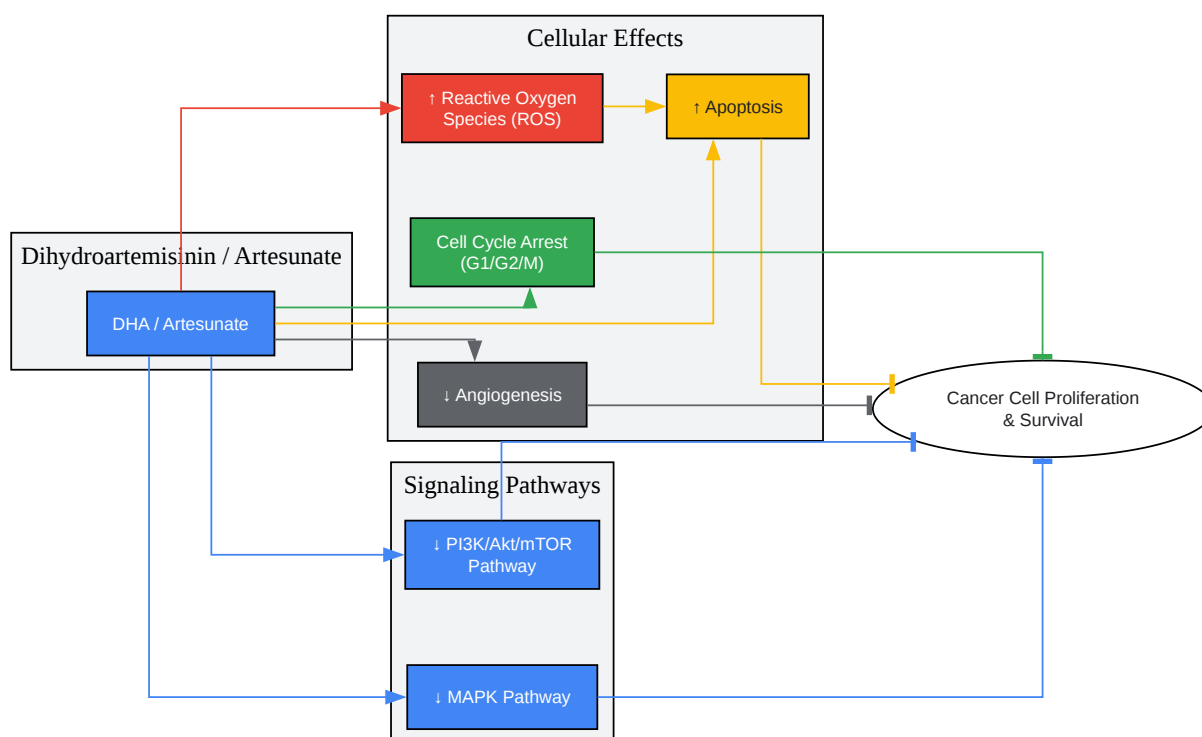 Cellular Effects
↑ Reactive Oxygen
Species (ROS)
↑ Apoptosis
Cell Cycle Arrest
(G1/G2/M)
Dihydroartemisinin / Artesunate
DHA / Artesunate
↓ Angiogenesis
Cancer Cell Proliferation
& Survival
Signaling Pathways
↓ PI3K/Akt/mTOR
Pathway
↓ MAPK Pathway